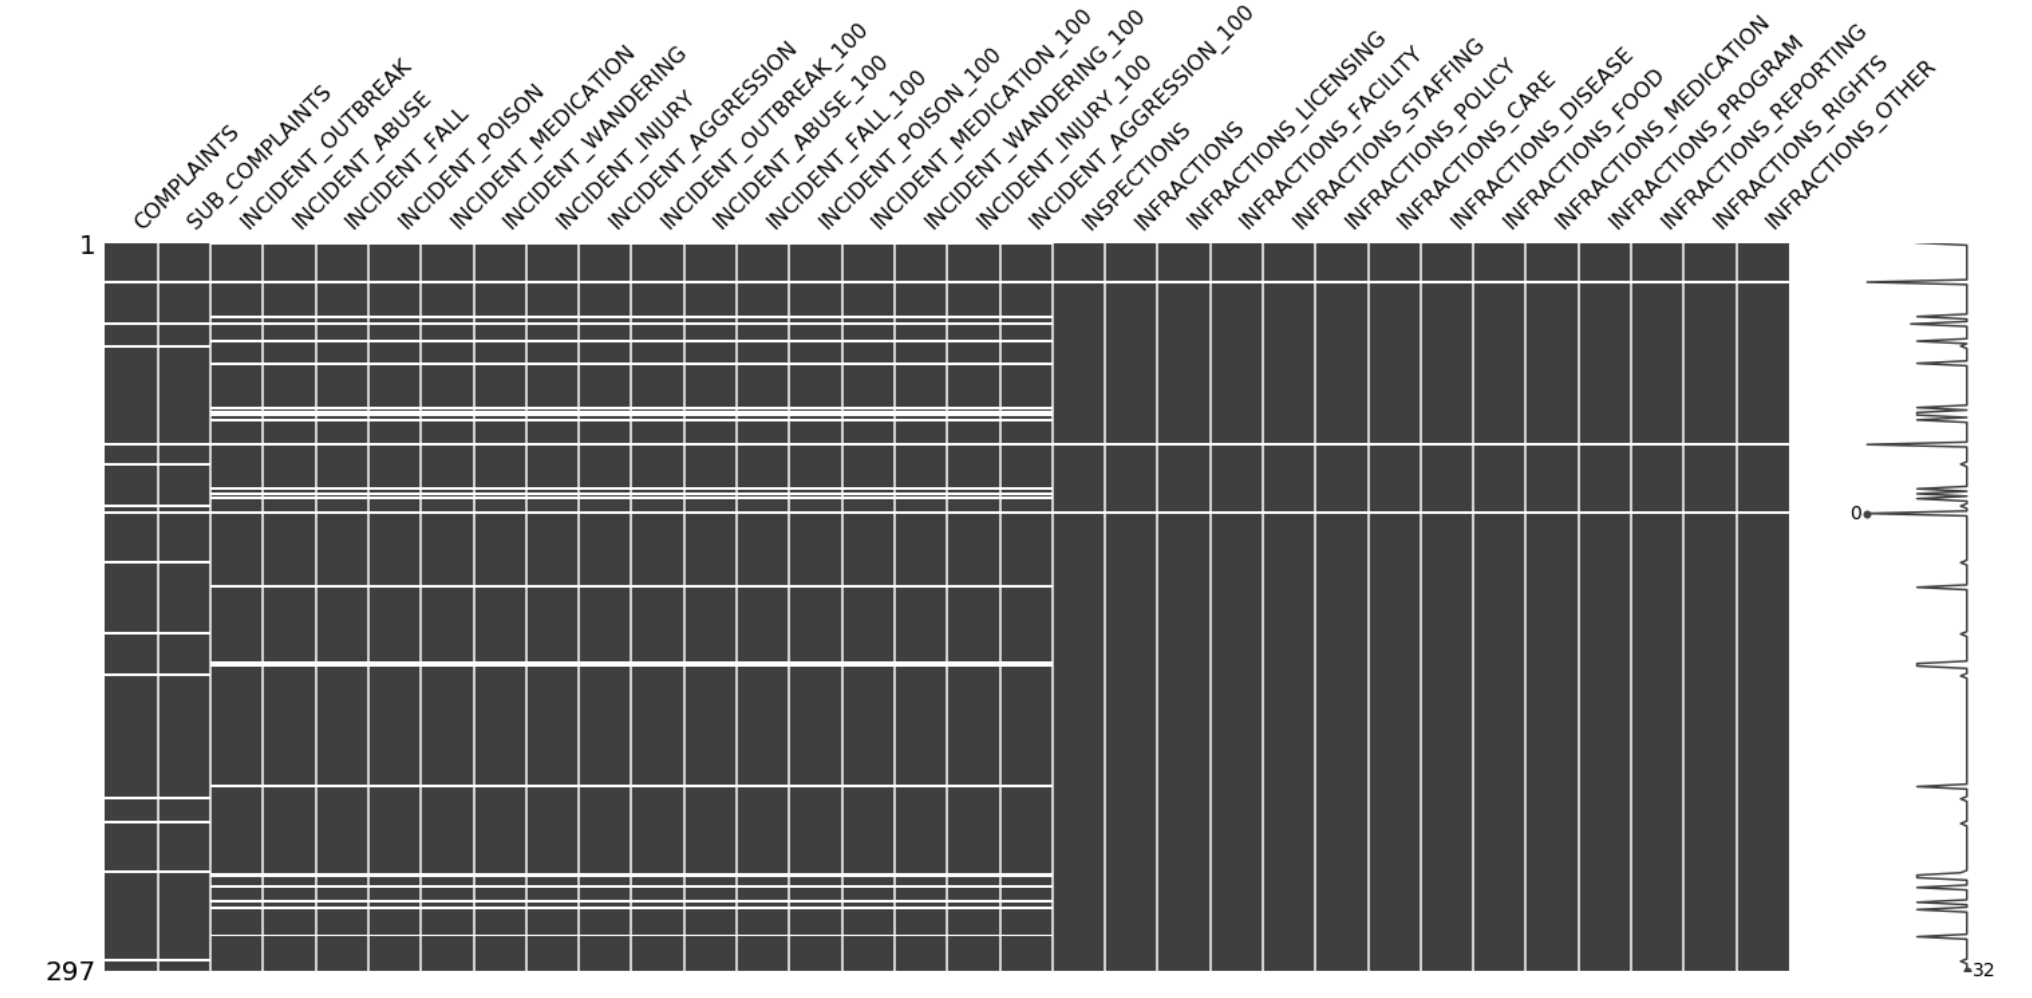 COMPLAINTS
SUB_COMPLAINTS
INCIDENT_OUTBREAK
INCIDENT_ABUSE
INCIDENT_FALL
INCIDENT_POISON
INCIDENT_MEDICATION
INCIDENT_WANDERING
INCIDENT_INJURY
INCIDENT_AGGRESSION
INCIDENT_OUTBREAK_100
INCIDENT_ABUSE_100
INCIDENT_FALL_100
INCIDENT_POISON_100
INCIDENT_MEDICATION_100
INCIDENT_WANDERING_100
INCIDENT_INJURY_100
INCIDENT_AGGRESSION_100
INSPECTIONS
INFRACTIONS
INFRACTIONS_LICENSING
INFRACTIONS_FACILITY
INFRACTIONS_STAFFING
INFRACTIONS_POLICY
INFRACTIONS_CARE
INFRACTIONS_DISEASE
INFRACTIONS_FOOD
INFRACTIONS_MEDICATION
INFRACTIONS_PROGRAM
INFRACTIONS_REPORTING
INFRACTIONS_RIGHTS
INFRACTIONS_OTHER
1
0
297
32